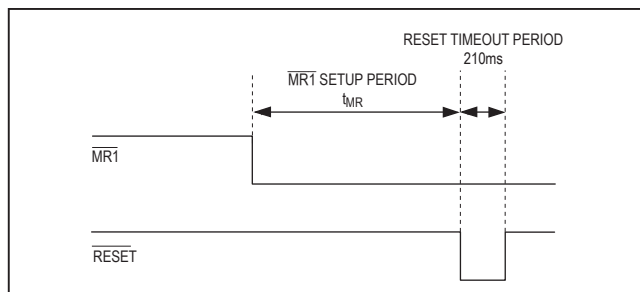 RESET TIMEOUT PERIOD
210ms
MR1 SETUP PERIOD
tMR
MR1
RESET